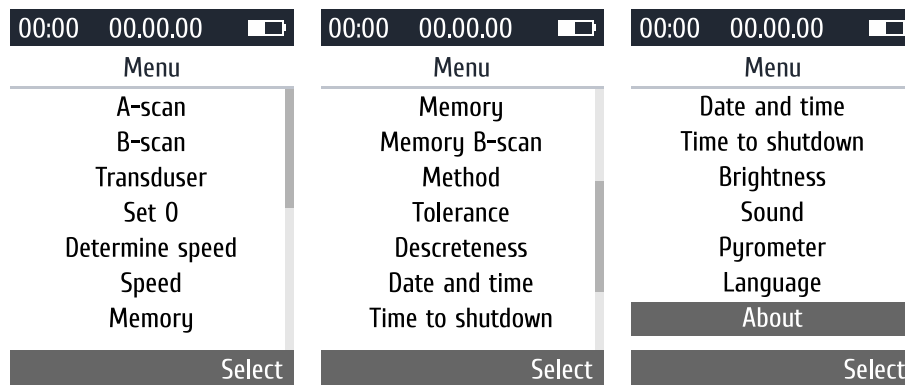 00:00 00.00.00
Menu
A-scan
B-scan
Transduser
Set 0
Determine speed
Speed
Memory
Select
00:00 00.00.00
Menu
Memory
Memory B-scan
Method
Tolerance
Descreteness
Date and time
Time to shutdown
Select
00:00 00.00.00
Menu
Date and time
Time to shutdown
Brightness
Sound
Pyrometer
Language
About
Select